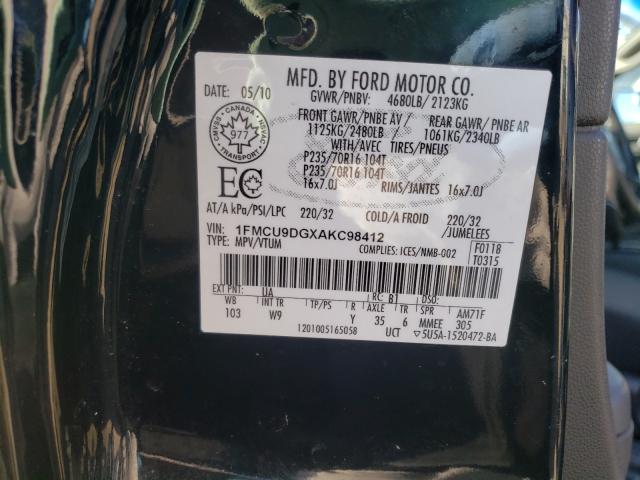 MFD. BY FORD MOTOR CO.
DATE: 05/10
GVWR/PNBV: 4680LB/2123KG
FRONT GAWR/PNBE AV
REAR GAWR/PNBE AR
1125KG/2480LB
1061KG/2340LB
WITH/AVEC TIRES/PNEUS
P235/70R16 104T
P235/70R16 104T
16x7.0J RIMS/JANTES 16x7.0J
CANADA
977
TRANSPORT
EC
AT/A kPa/PSI/LPC 220/32 COLD/A FROID 220/32
/JUMELEES
VIN: 1FMCU9DGXAKC98412
TYPE: MPV/VTUM
COMPLIES: ICES/NMB-002
F0118
T0315
EXT PNT: UA RC: B1 DSO:
WB INT TR TP/PS R AXLE TR SPR AM71F
103 W9 Y 35 6 MMEE 305
1201005165058 UCT ▽5U5A-1520472-BA